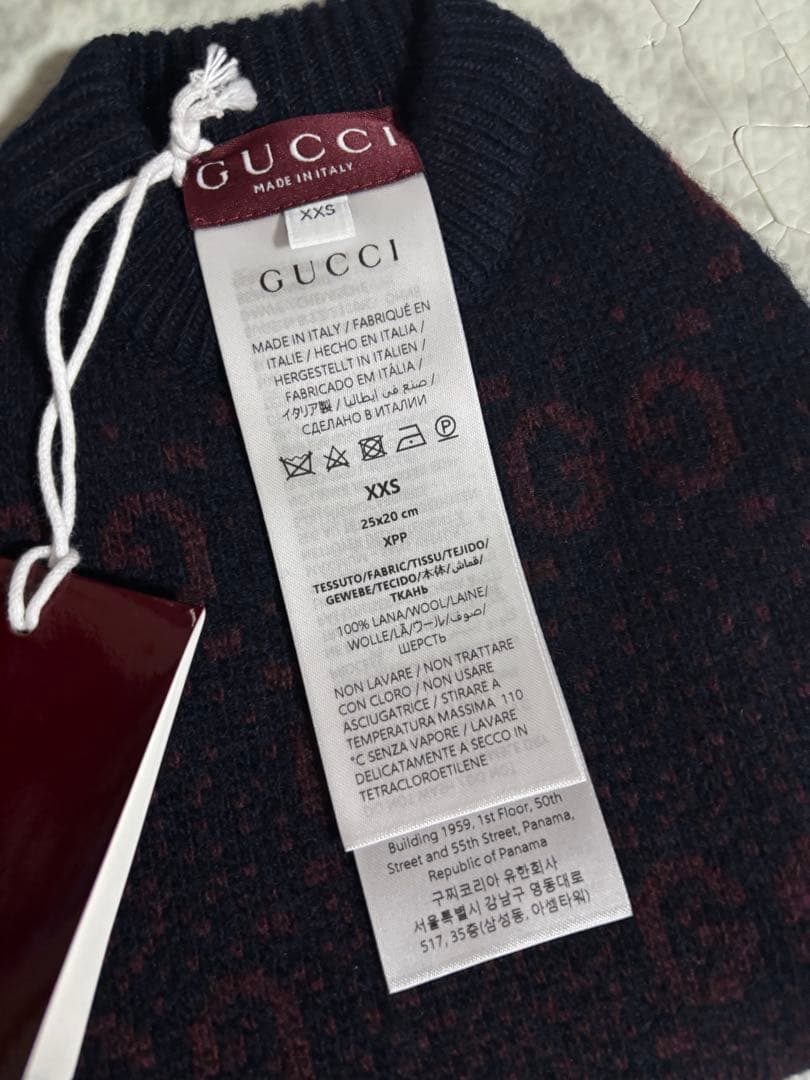 GUCCI
MADE IN ITALY
XXS
GUCCI
MADE IN ITALY / FABRIQUÉ EN
ITALIE / HECHO EN ITALIA /
HERGESTELLT IN ITALIEN /
FABRICADO EM ITÁLIA /
イタリア製 / صنع في إيطاليا /
СДЕЛАНО В ИТАЛИИ
P
XXS
25x20 cm
XPP
TESSUTO/FABRIC/TISSU/TEJIDO/
GEWEBE/TECIDO/本体/قماش/
ТКАНЬ
100% LANA/WOOL/LAINE/
WOLLE/LÃ/ウール/صوف/
ШЕРСТЬ
NON LAVARE / NON TRATTARE
CON CLORO / NON USARE
ASCIUGATRICE / STIRARE A
TEMPERATURA MASSIMA 110
°C SENZA VAPORE / LAVARE
DELICATAMENTE A SECCO IN
TETRACLOROETILENE
Building 1959, 1st Floor, 50th
Street and 55th Street, Panama,
Republic of Panama
구찌코리아 유한회사
서울특별시 강남구 영동대로
517, 35층(삼성동, 아셈타워)